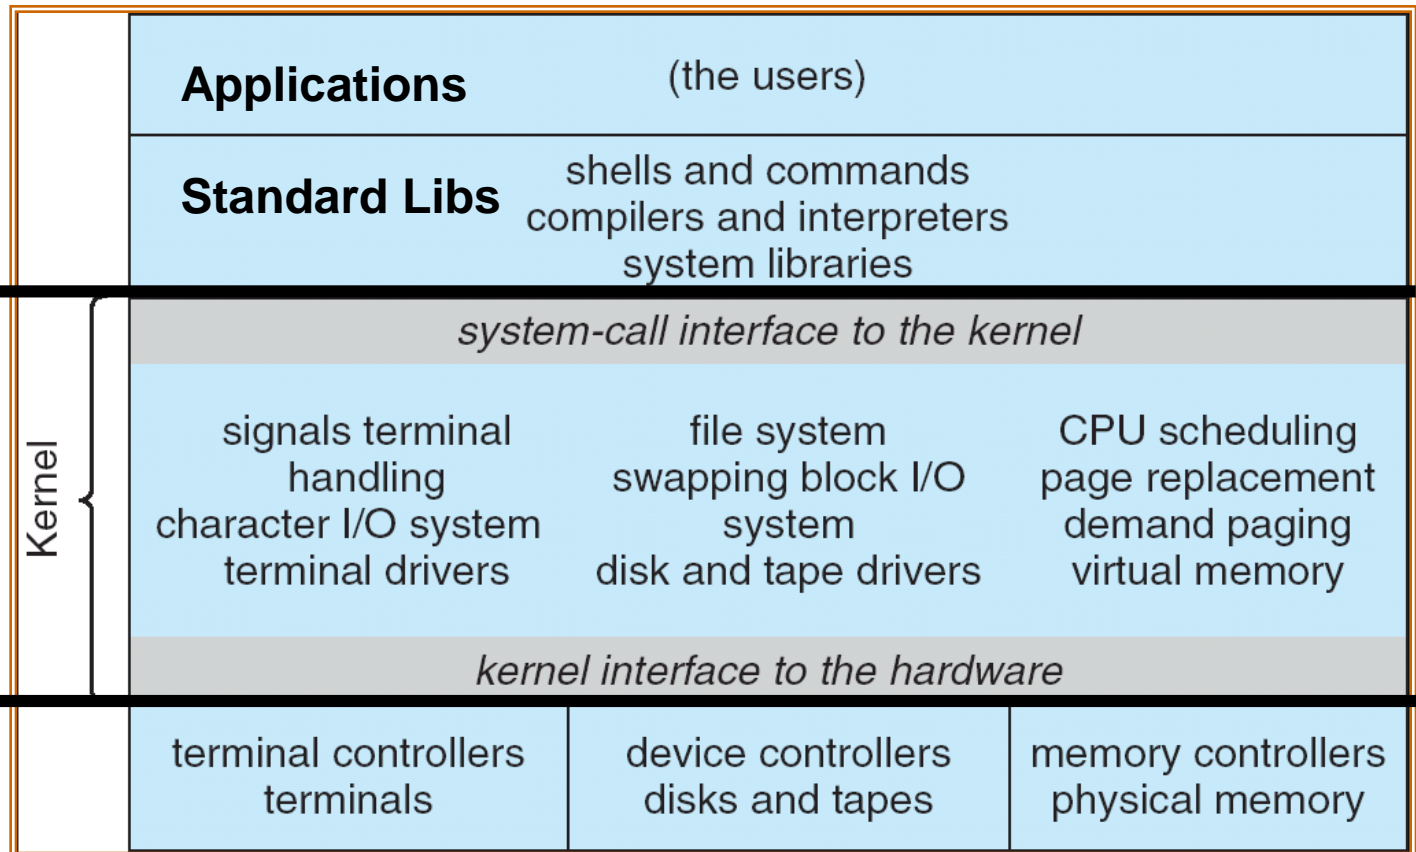 Applications
(the users)
Standard Libs
shells and commands
compilers and interpreters
system libraries
Kernel
system-call interface to the kernel
signals terminal
handling
character I/O system
terminal drivers
file system
swapping block I/O
system
disk and tape drivers
CPU scheduling
page replacement
demand paging
virtual memory
kernel interface to the hardware
terminal controllers
terminals
device controllers
disks and tapes
memory controllers
physical memory